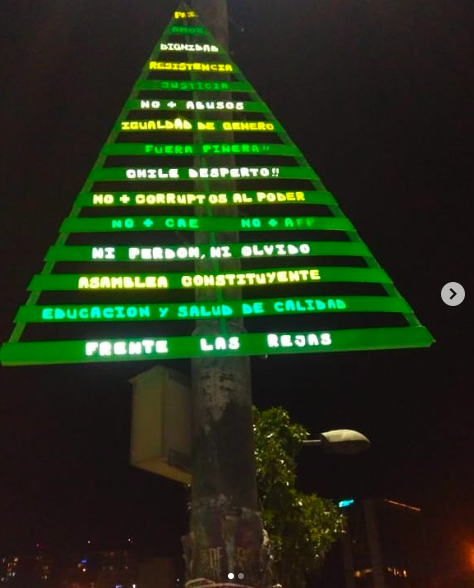 PAZ
AMOR
DIGNIDAD
RESISTENCIA
JUSTICIA
NO + ABUSOS
IGUALDAD DE GENERO
FUERA PIÑERA!!
CHILE DESPERTO!!
NO + CORRUPTOS AL PODER
NO + CAE NO + AFP
NI PERDON, NI OLVIDO
ASAMBLEA CONSTITUYENTE
EDUCACION Y SALUD DE CALIDAD
FRENTE LAS REJAS